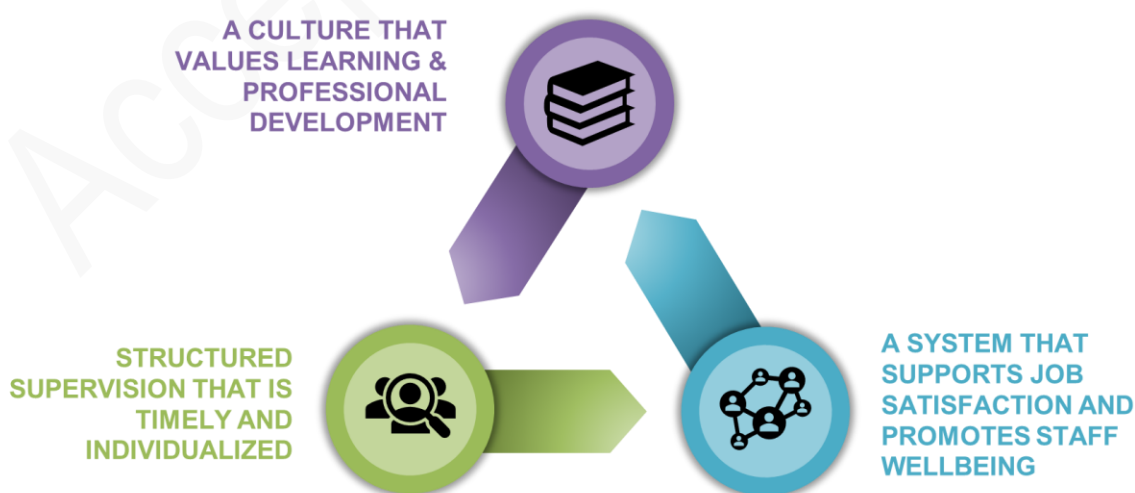 A CULTURE THAT
VALUES LEARNING &
PROFESSIONAL
DEVELOPMENT
STRUCTURED
SUPERVISION THAT IS
TIMELY AND
INDIVIDUALIZED
A SYSTEM THAT
SUPPORTS JOB
SATISFACTION AND
PROMOTES STAFF
WELLBEING